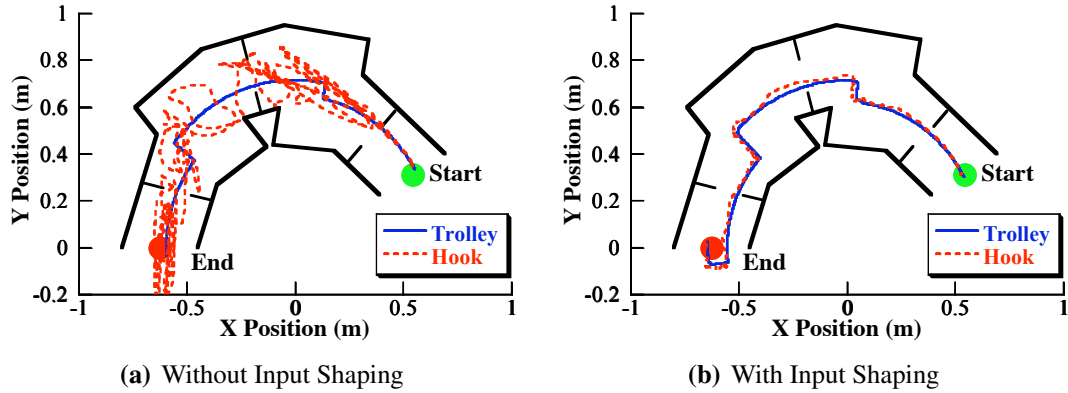 1
0.8
0.6
0.4
0.2
0
-0.2
Y Position (m)
-1
-0.5
0
0.5
1
X Position (m)
Start
End
Trolley
Hook
(a) Without Input Shaping
1
0.8
0.6
0.4
0.2
0
-0.2
Y Position (m)
-1
-0.5
0
0.5
1
X Position (m)
Start
End
Trolley
Hook
(b) With Input Shaping